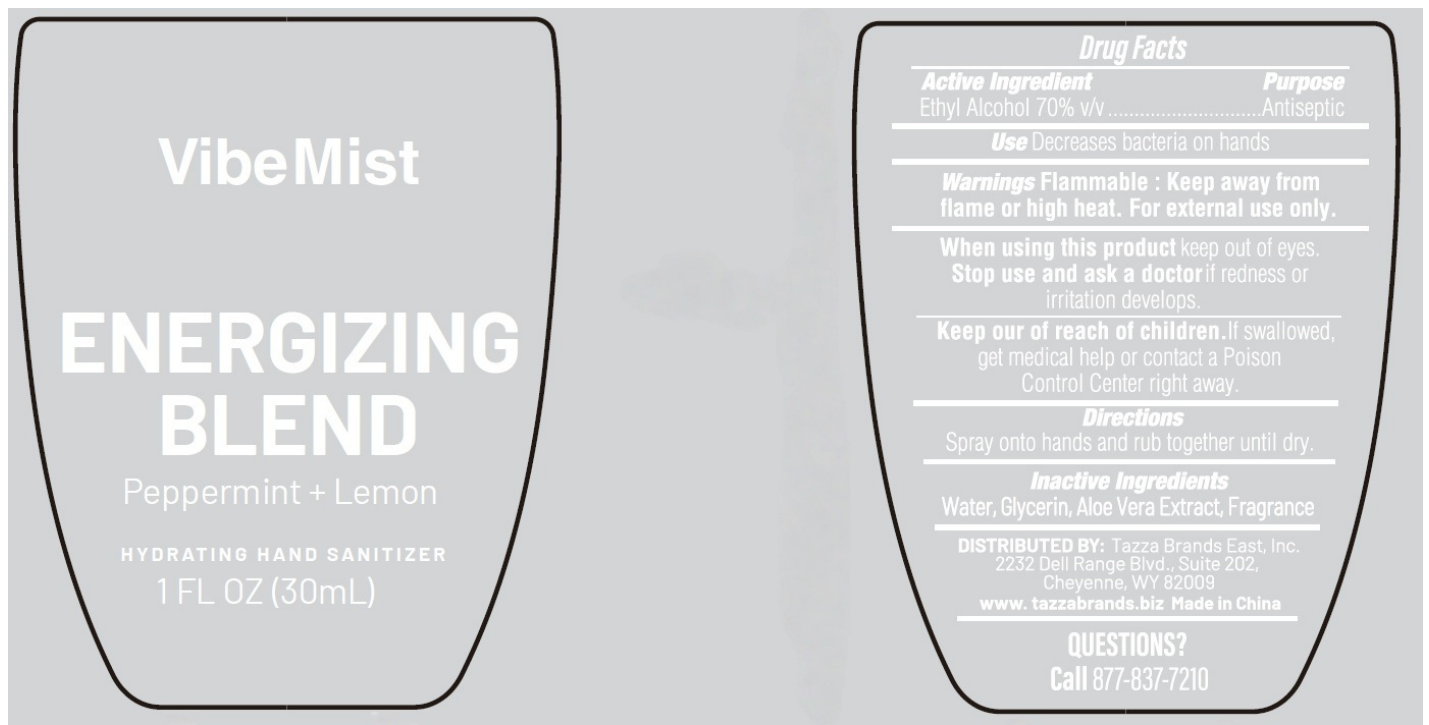 VibeMist
ENERGIZING
BLEND
Peppermint + Lemon
HYDRATING HAND SANITIZER
1 FL OZ (30mL)
Drug Facts
Active Ingredient Purpose
Ethyl Alcohol 70% v/v.............................Antiseptic
Use Decreases bacteria on hands
Warnings Flammable : Keep away from
flame or high heat. For external use only.
When using this product keep out of eyes.
Stop use and ask a doctor if redness or
irritation develops.
Keep our of reach of children.If swallowed,
get medical help or contact a Poison
Control Center right away.
Directions
Spray onto hands and rub together until dry.
Inactive Ingredients
Water, Glycerin, Aloe Vera Extract, Fragrance
DISTRIBUTED BY: Tazza Brands East, Inc.
2232 Dell Range Blvd., Suite 202,
Cheyenne, WY 82009
www. tazzabrands.biz Made in China
QUESTIONS?
Call 877-837-7210